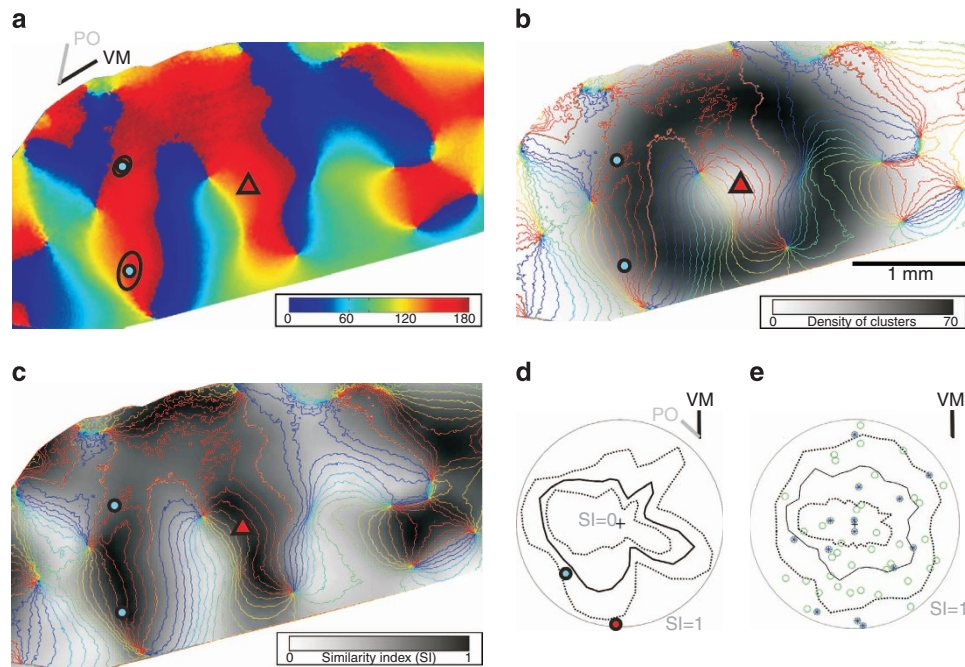 a
PO
VM
0 60 120 180
b
1 mm
0 Density of clusters 70
c
0 Similarity index (SI) 1
d
VM
PO
SI=0
SI=1
e
VM
SI=1